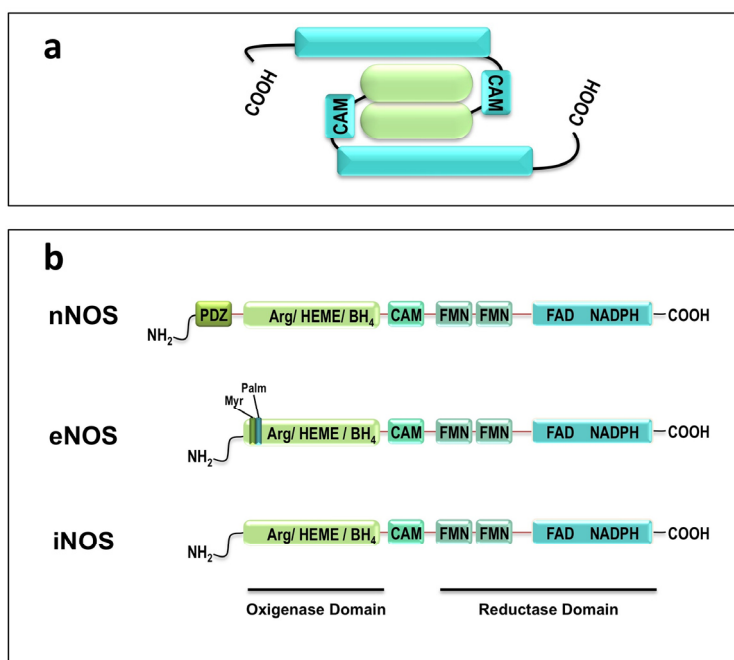 a
COOH
CAM
CAM
COOH
b
nNOS
NH2
PDZ
Arg/ HEME/ BH4
CAM
FMN
FMN
FAD NADPH
COOH
Palm
Myr
eNOS
NH2
Arg/ HEME / BH4
CAM
FMN
FMN
FAD NADPH
COOH
iNOS
NH2
Arg/ HEME / BH4
CAM
FMN
FMN
FAD NADPH
COOH
Oxigenase Domain
Reductase Domain